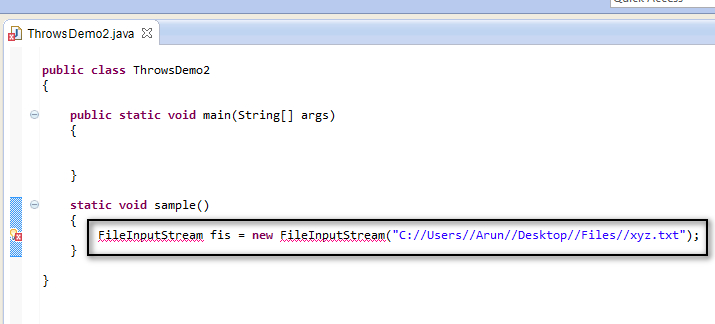 Quick Access
ThrowsDemo2.java
public class ThrowsDemo2
{
public static void main(String[] args)
{
}
static void sample()
{
FileInputStream fis = new FileInputStream("C://Users//Arun//Desktop//Files//xyz.txt");
}
}